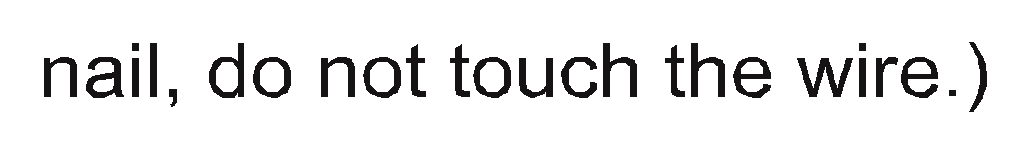 nail, do not touch the wire.)